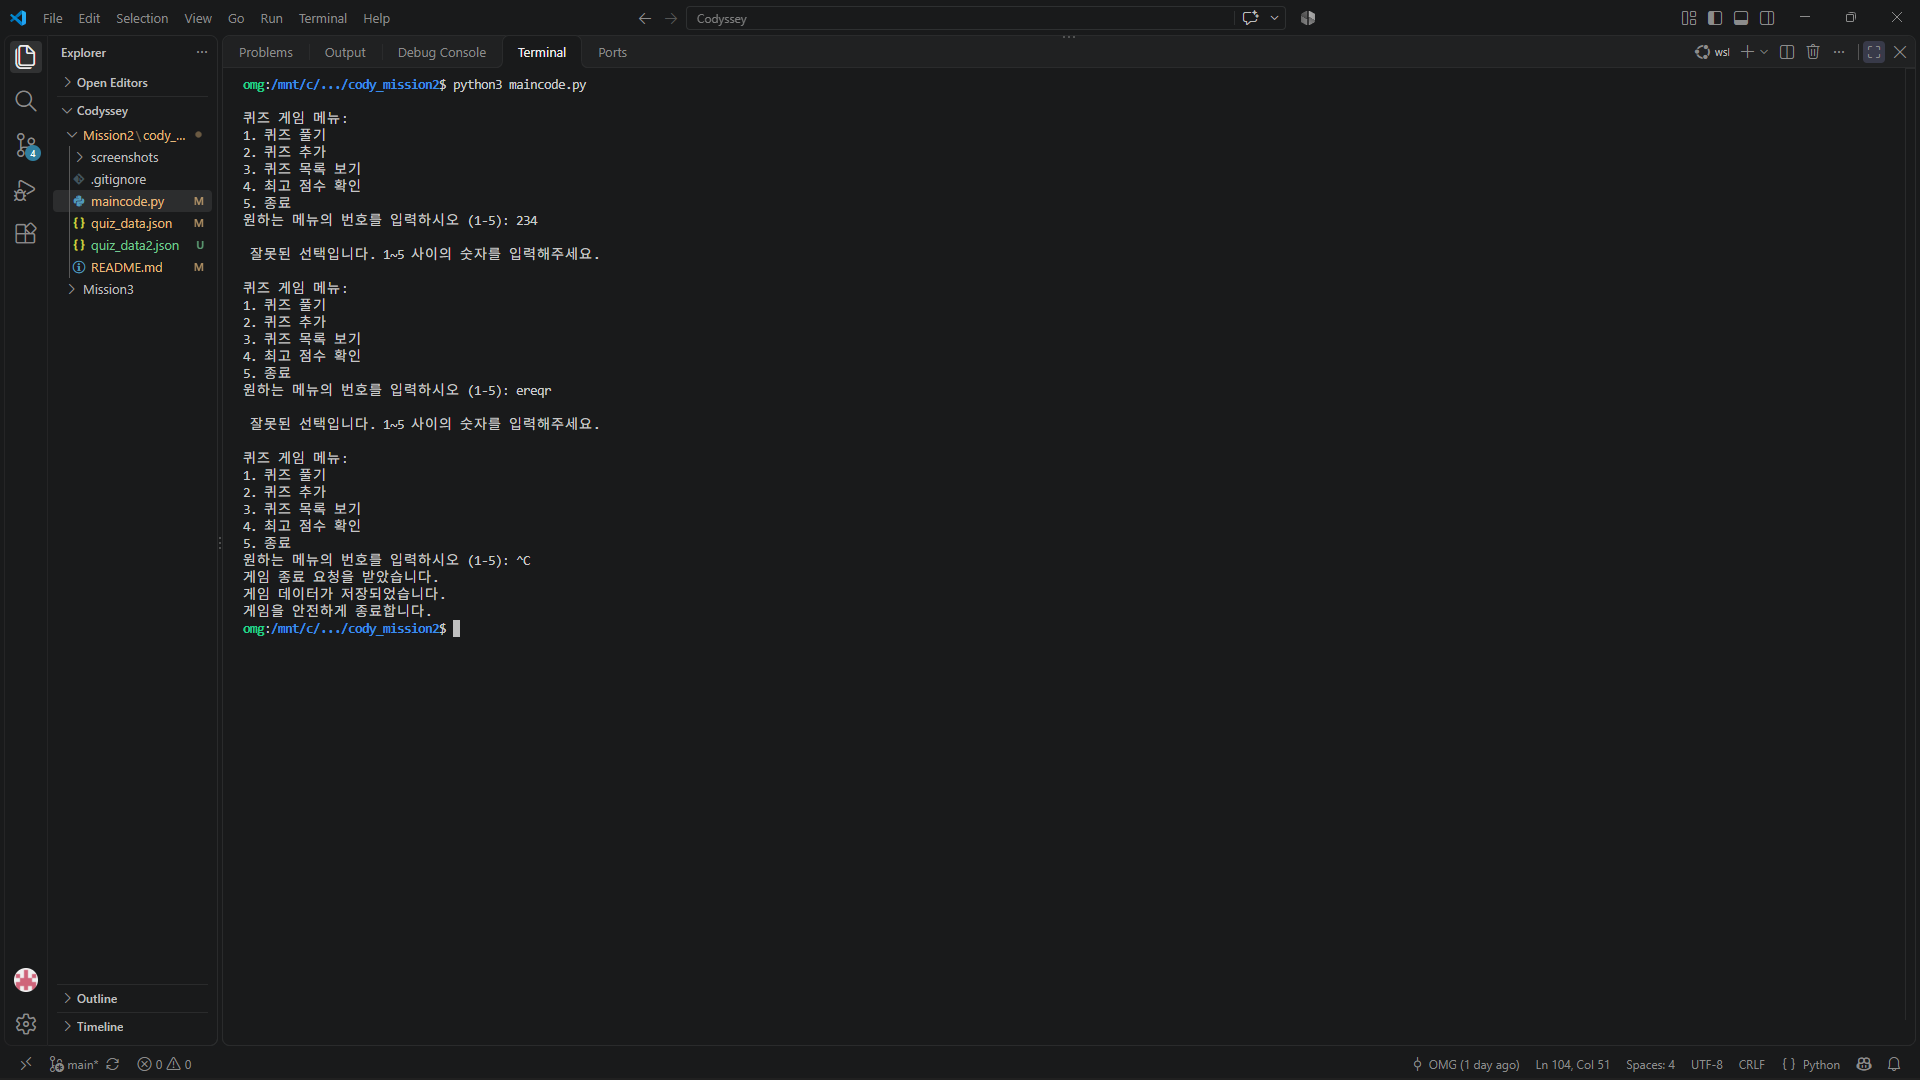 File Edit Selection View Go Run Terminal Help
Codyssey
Explorer
Open Editors
Codyssey
Mission2\cody_...
screenshots
.gitignore
maincode.py M
quiz_data.json M
quiz_data2.json U
README.md M
Mission3
4
Outline
Timeline
Problems Output Debug Console Terminal Ports
wsl
omg:/mnt/c/.../cody_mission2$ python3 maincode.py
퀴즈 게임 메뉴:
1. 퀴즈 풀기
2. 퀴즈 추가
3. 퀴즈 목록 보기
4. 최고 점수 확인
5. 종료
원하는 메뉴의 번호를 입력하시오 (1-5): 234
잘못된 선택입니다. 1~5 사이의 숫자를 입력해주세요.
퀴즈 게임 메뉴:
1. 퀴즈 풀기
2. 퀴즈 추가
3. 퀴즈 목록 보기
4. 최고 점수 확인
5. 종료
원하는 메뉴의 번호를 입력하시오 (1-5): ereqr
잘못된 선택입니다. 1~5 사이의 숫자를 입력해주세요.
퀴즈 게임 메뉴:
1. 퀴즈 풀기
2. 퀴즈 추가
3. 퀴즈 목록 보기
4. 최고 점수 확인
5. 종료
원하는 메뉴의 번호를 입력하시오 (1-5): ^C
게임 종료 요청을 받았습니다.
게임 데이터가 저장되었습니다.
게임을 안전하게 종료합니다.
omg:/mnt/c/.../cody_mission2$
main* 0 0 OMG (1 day ago) Ln 104, Col 51 Spaces: 4 UTF-8 CRLF {} Python